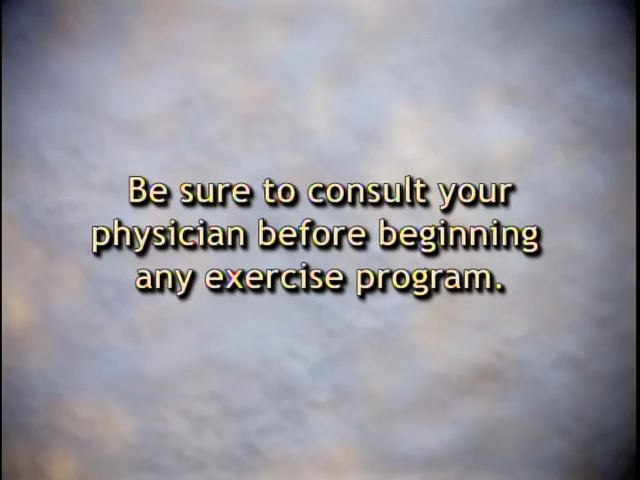 Be sure to consult your
physician before beginning
any exercise program.